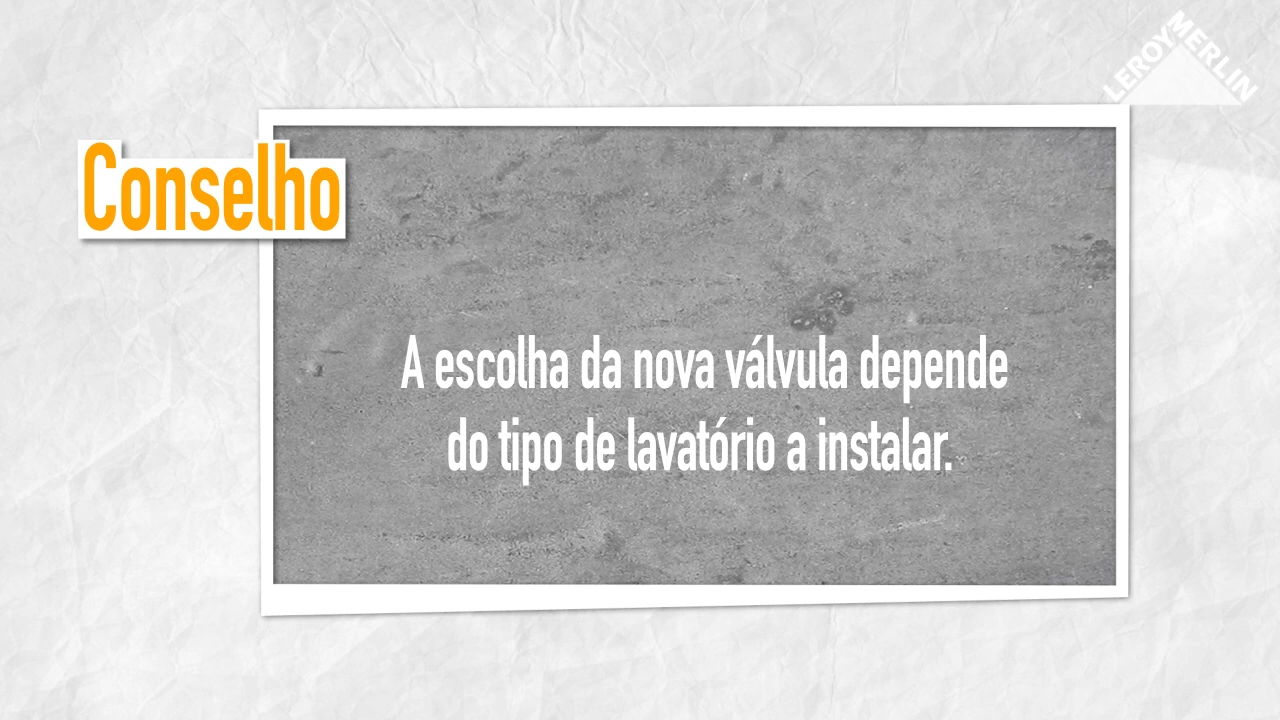 LEROY MERLIN
Conselho
A escolha da nova válvula depende
do tipo de lavatório a instalar.